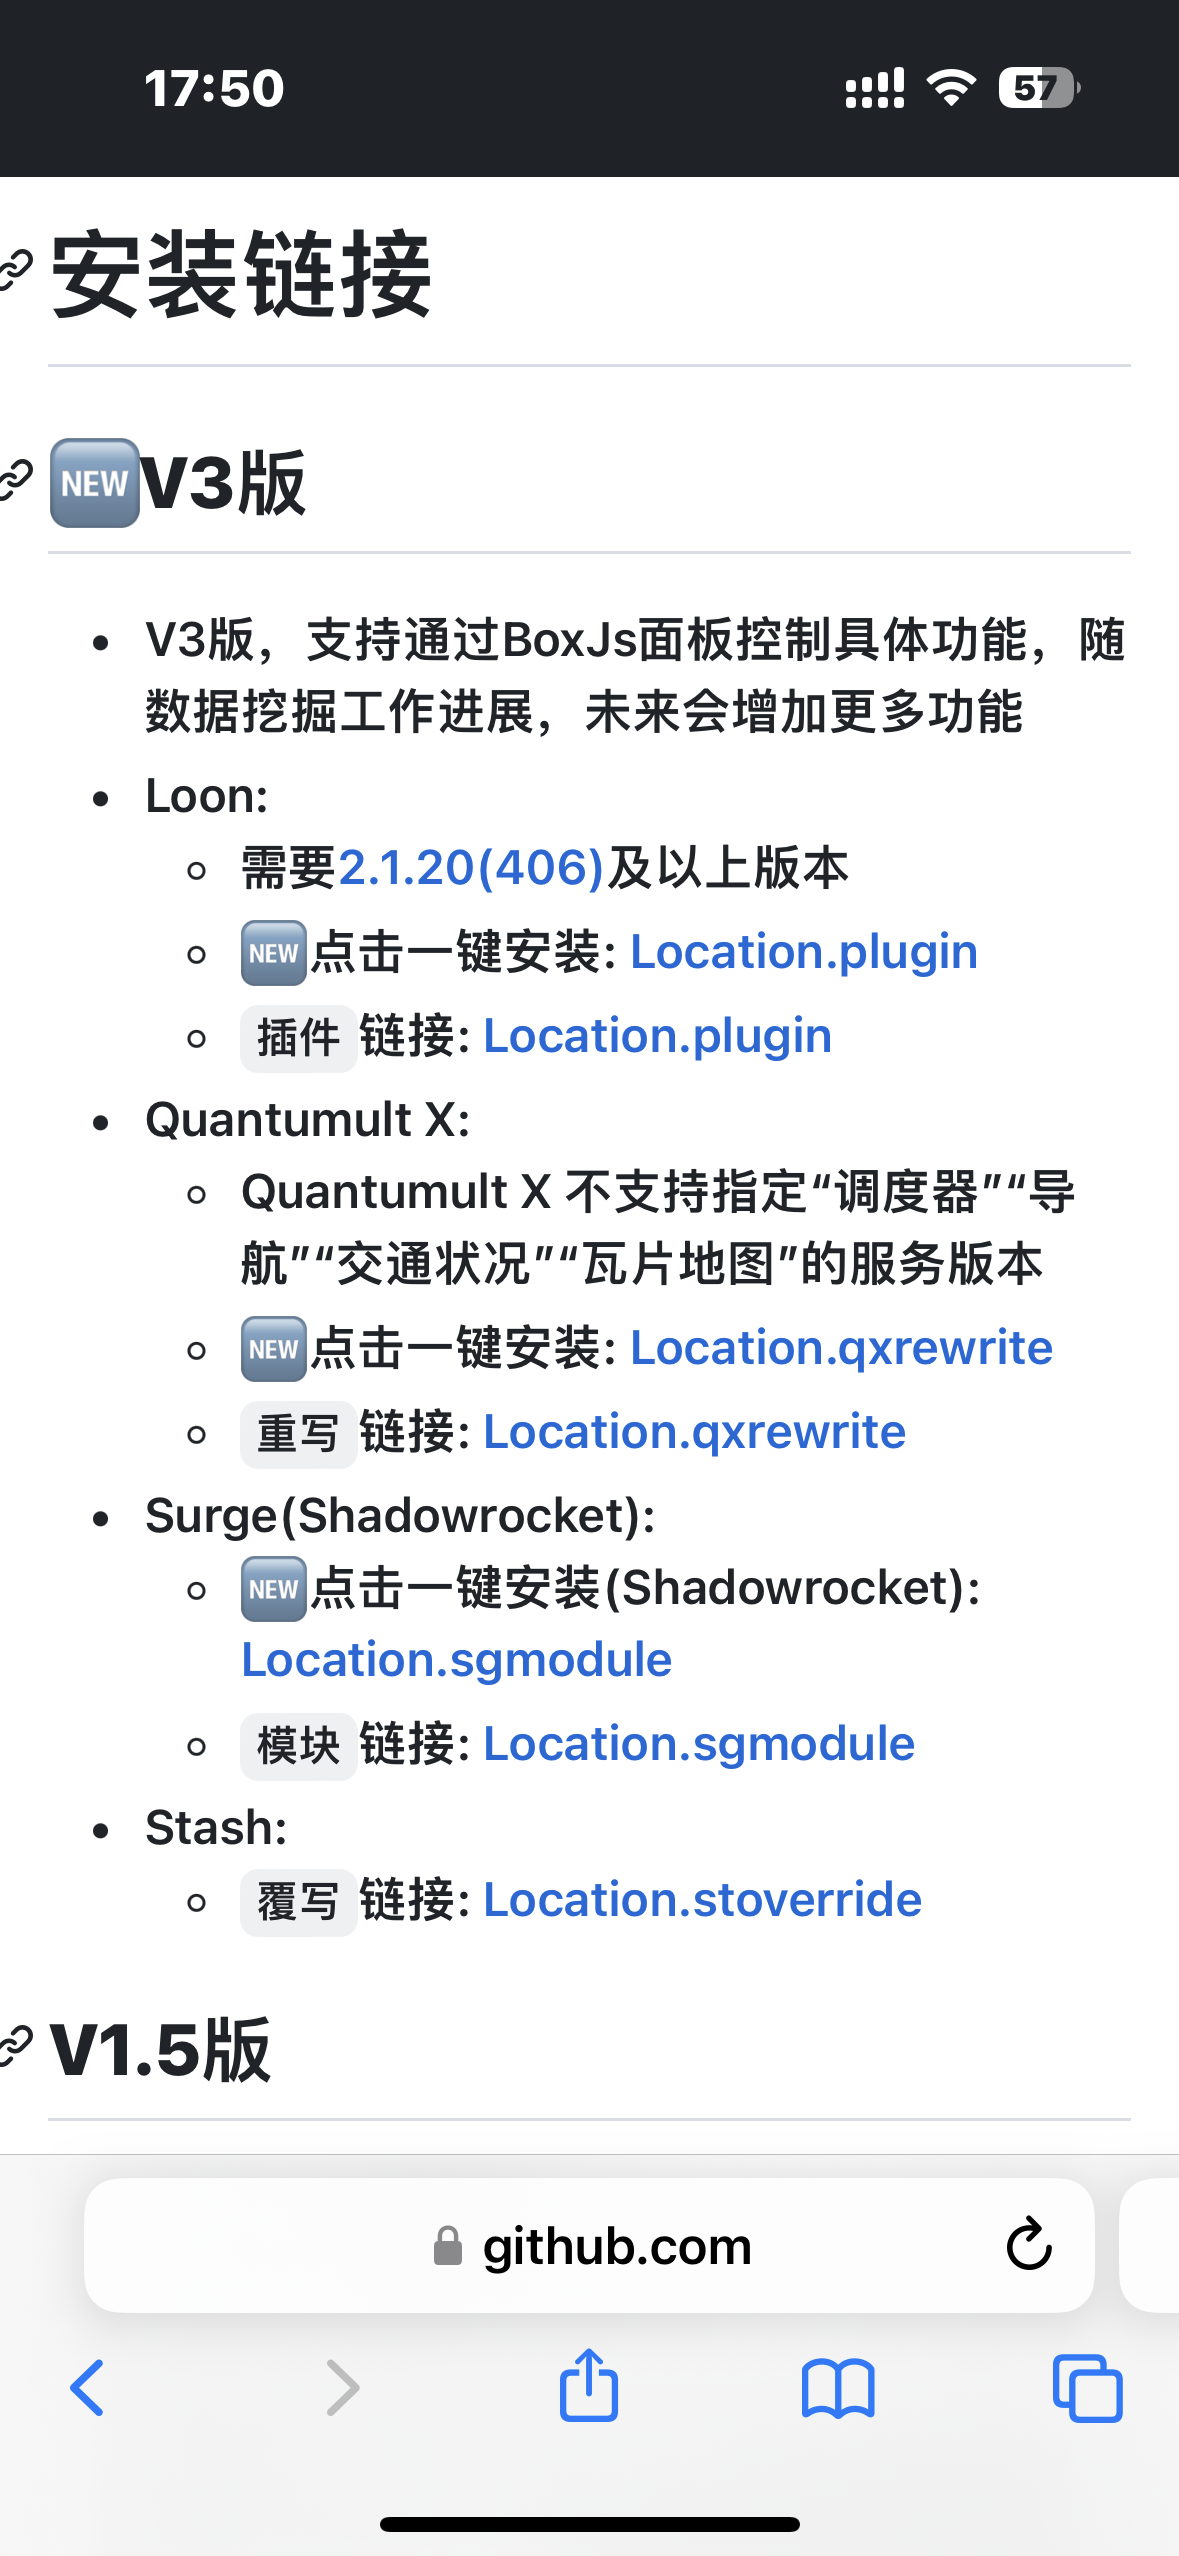 17:50
57
安装链接
🆕V3版
V3版，支持通过BoxJs面板控制具体功能，随
数据挖掘工作进展，未来会增加更多功能
Loon:
需要2.1.20(406)及以上版本
🆕点击一键安装: Location.plugin
插件 链接: Location.plugin
Quantumult X:
Quantumult X 不支持指定“调度器”“导
航”“交通状况”“瓦片地图”的服务版本
🆕点击一键安装: Location.qxrewrite
重写 链接: Location.qxrewrite
Surge(Shadowrocket):
🆕点击一键安装(Shadowrocket):
Location.sgmodule
模块 链接: Location.sgmodule
Stash:
覆写 链接: Location.stoverride
V1.5版
github.com